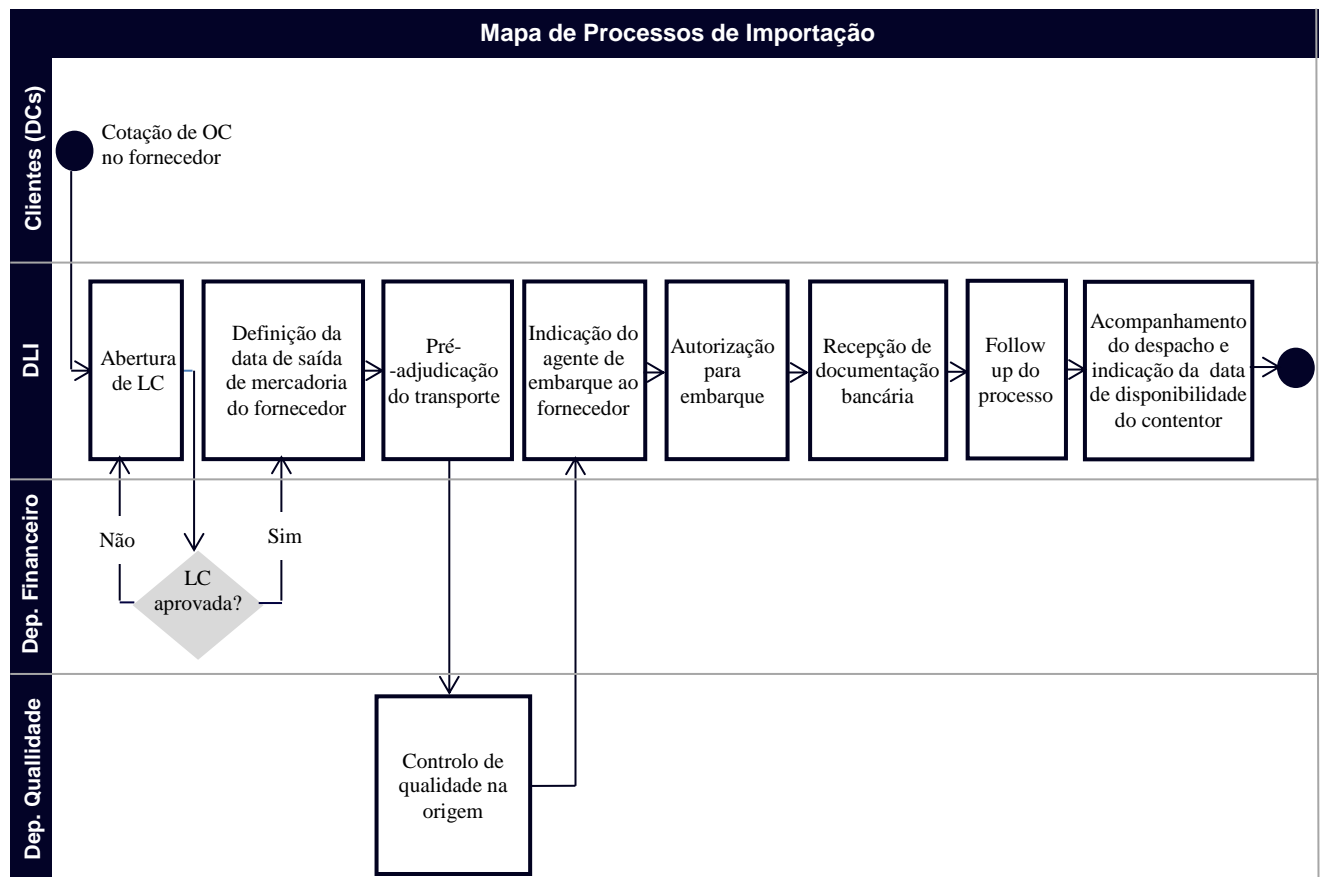 Mapa de Processos de Importação
Clientes (DCs)
Cotação de OC
no fornecedor
DLI
Abertura
de LC
Definição da
data de saída
de mercadoria
do fornecedor
Pré-
-adjudicação
do transporte
Indicação do
agente de
embarque ao
fornecedor
Autorização
para
embarque
Recepção de
documentação
bancária
Follow
up do
processo
Acompanhamento
do despacho e
indicação da data
de disponibilidade
do contentor
Dep. Financeiro
Não
Sim
LC
aprovada?
Dep. Quallidade
Controlo de
qualidade na
origem